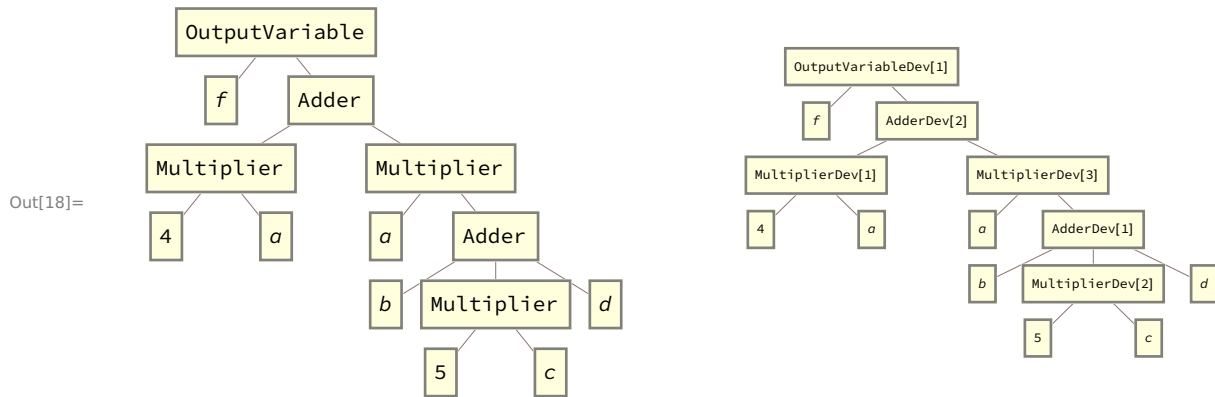 Out[18]=
OutputVariable
f
Adder
Multiplier
Multiplier
4
a
a
Adder
b
Multiplier
d
5
c
OutputVariableDev[1]
f
AdderDev[2]
MultiplierDev[1]
MultiplierDev[3]
4
a
a
AdderDev[1]
b
MultiplierDev[2]
d
5
c